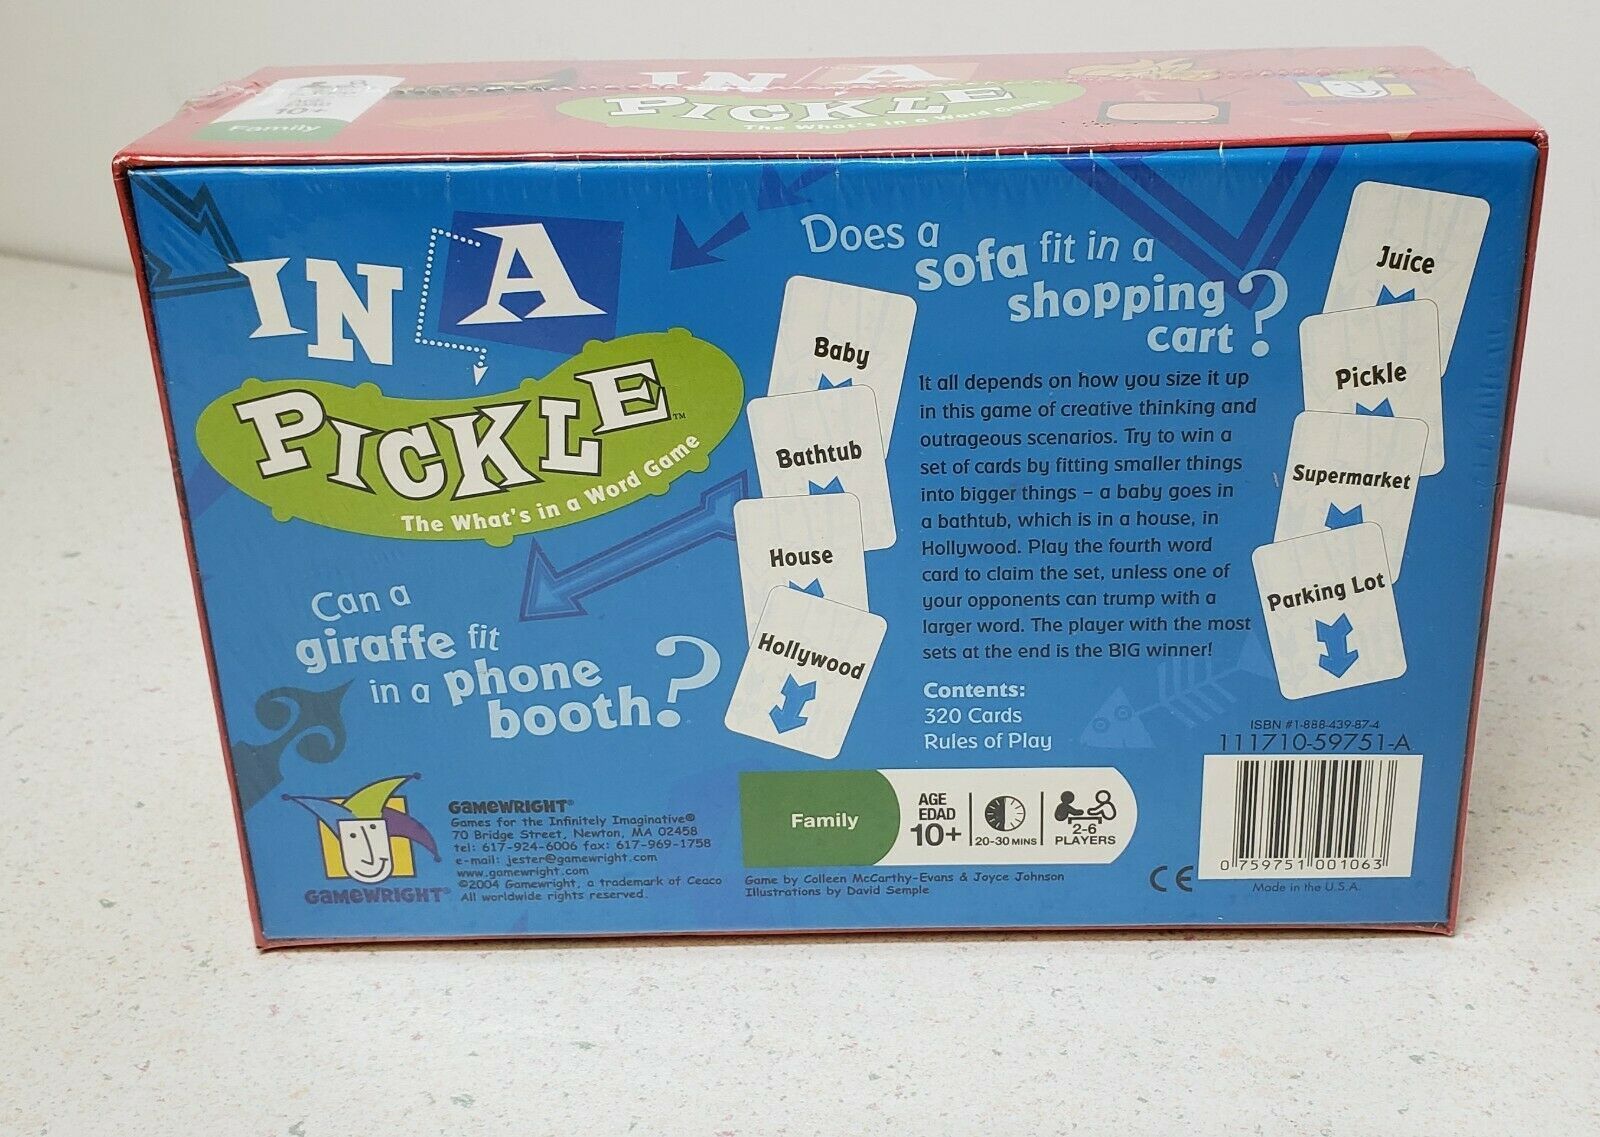 10+
Family
IN A
PICKLE
The What's in a Word Game
IN A
PICKLE™
The What's in a Word Game
Can a
giraffe fit
in a phone
booth?
Baby
Bathtub
House
Hollywood
Does a
sofa fit in a
shopping
cart?
It all depends on how you size it up
in this game of creative thinking and
outrageous scenarios. Try to win a
set of cards by fitting smaller things
into bigger things – a baby goes in
a bathtub, which is in a house, in
Hollywood. Play the fourth word
card to claim the set, unless one of
your opponents can trump with a
larger word. The player with the most
sets at the end is the BIG winner!
Contents:
320 Cards
Rules of Play
Juice
Pickle
Supermarket
Parking Lot
ISBN #1-888-439-87-4
111710-59751-A
0 759751 001063
Made in the U.S.A.
GAMEWRIGHT®
GAMEWRIGHT®
Games for the Infinitely Imaginative®
70 Bridge Street, Newton, MA 02458
tel: 617-924-6006 fax: 617-969-1758
e-mail: jester@gamewright.com
www.gamewright.com
©2004 Gamewright, a trademark of Ceaco
All worldwide rights reserved.
Family
AGE
EDAD
10+
20-30 MINS
2-6
PLAYERS
Game by Colleen McCarthy-Evans & Joyce Johnson
Illustrations by David Semple
CE